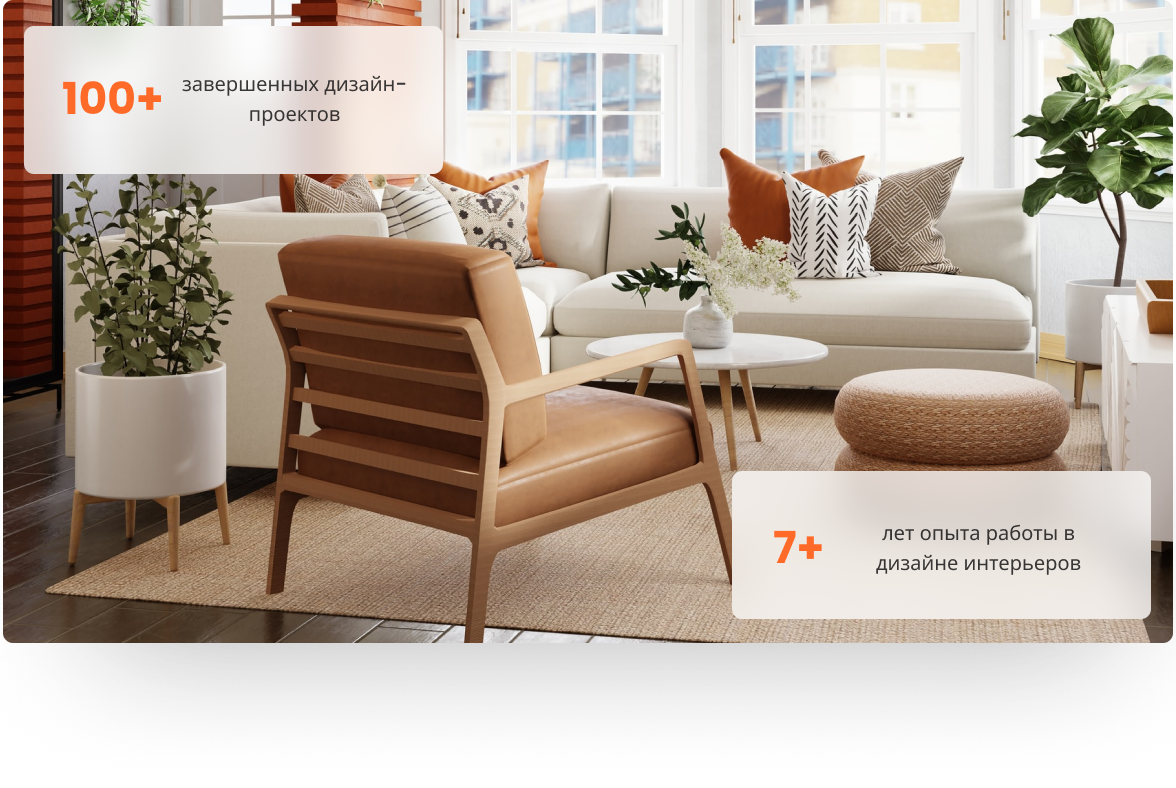 100+
завершенных дизайн-
проектов
7+
лет опыта работы в
дизайне интерьеров